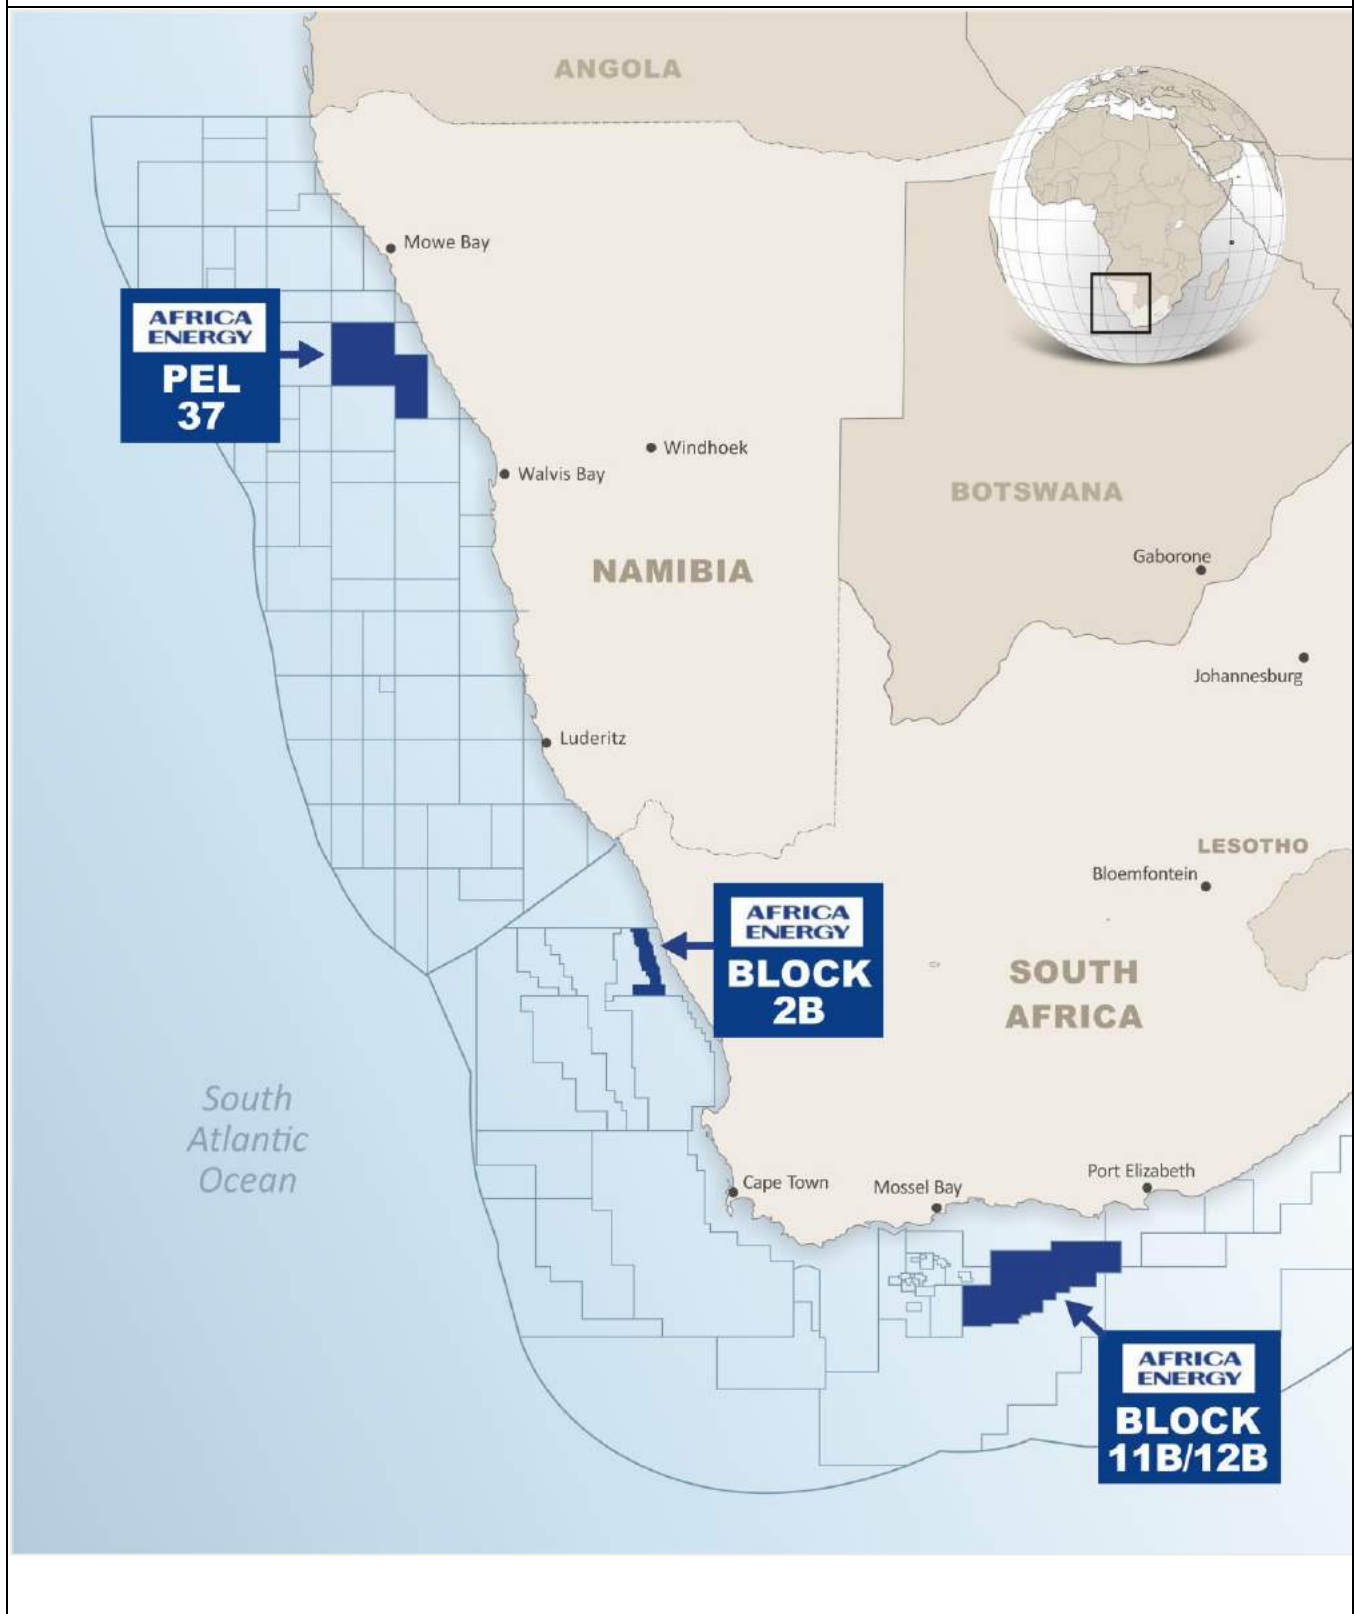 ANGOLA
Mowe Bay
AFRICA
ENERGY
PEL
37
Windhoek
Walvis Bay
BOTSWANA
Gaborone
NAMIBIA
Johannesburg
Luderitz
LESOTHO
Bloemfontein
AFRICA
ENERGY
BLOCK
2B
SOUTH
AFRICA
South
Atlantic
Ocean
Port Elizabeth
Cape Town
Mossel Bay
AFRICA
ENERGY
BLOCK
11B/12B